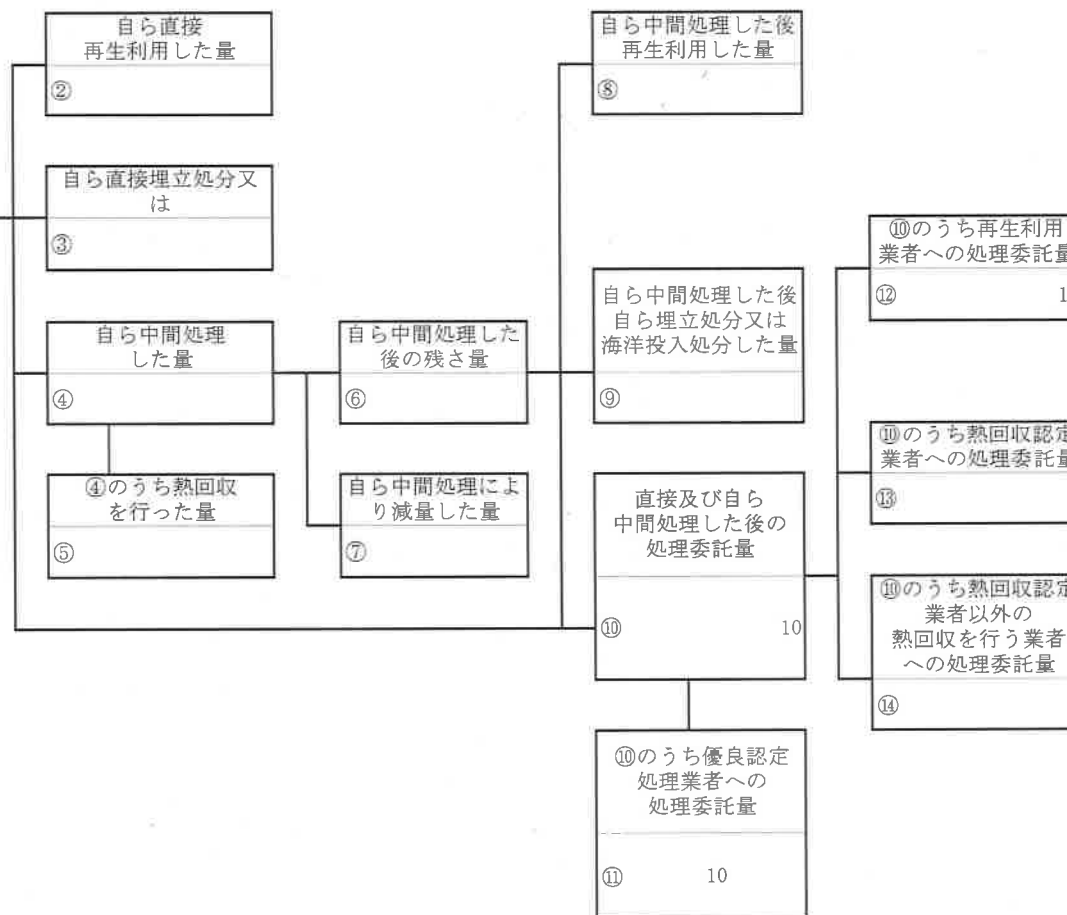 自ら直接
再生利用した量
②
自ら直接埋立処分又
は
③
自ら中間処理
した量
④
④のうち熱回収
を行った量
⑤
自ら中間処理した
後の残さ量
⑥
自ら中間処理によ
り減量した量
⑦
自ら中間処理した後
再生利用した量
⑧
自ら中間処理した後
自ら埋立処分又は
海洋投入処分した量
⑨
直接及び自ら
中間処理した後の
処理委託量
⑩ 10
⑩のうち優良認定
処理業者への
処理委託量
⑪ 10
⑩のうち再生利用
業者への処理委託量
⑫ 1
⑩のうち熱回収認定
業者への処理委託量
⑬
⑩のうち熱回収認定
業者以外の
熱回収を行う業者
への処理委託量
⑭